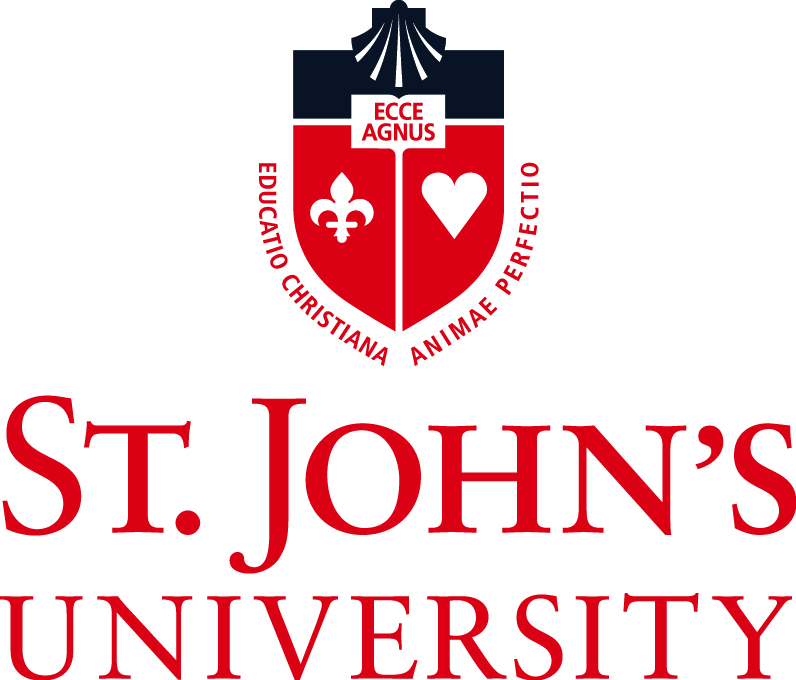 ECCE
AGNUS
EDUCATIO CHRISTIANA
ANIMAE PERFECTIO
ST. JOHN’S
UNIVERSITY